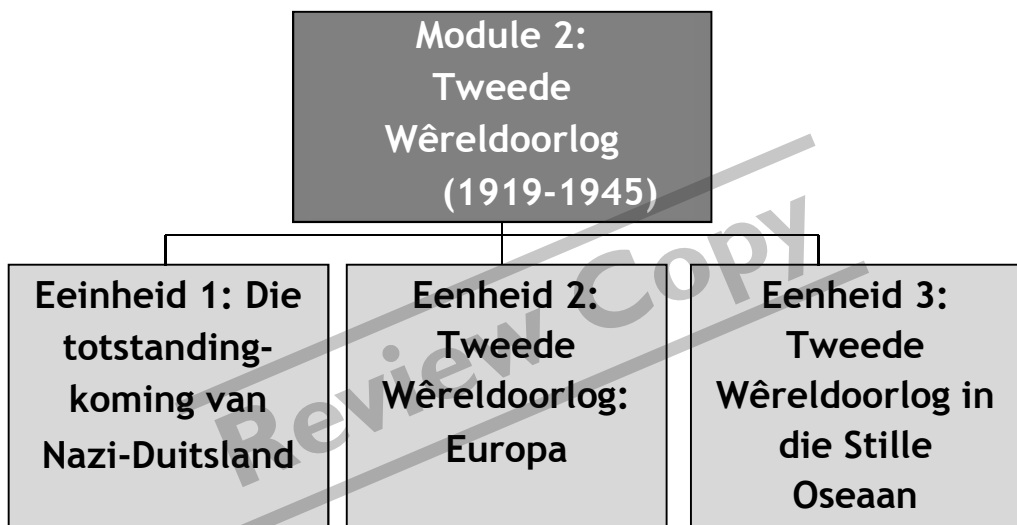 Module 2:
Tweede
Wêreldoorlog
(1919-1945)
Eeinheid 1: Die
totstanding-
koming van
Nazi-Duitsland
Eenheid 2:
Tweede
Wêreldoorlog:
Europa
Eenheid 3:
Tweede
Wêreldoorlog in
die Stille
Oseaan
Review Copy